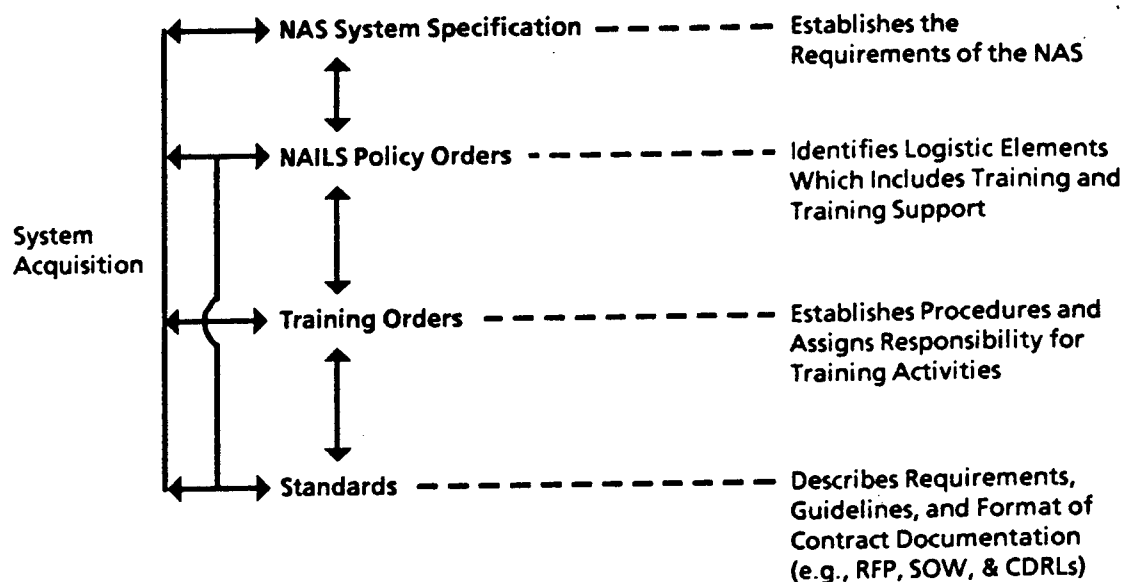 NAS System Specification
Establishes the
Requirements of the NAS
NAILS Policy Orders
Identifies Logistic Elements
Which Includes Training and
Training Support
System
Acquisition
Training Orders
Establishes Procedures and
Assigns Responsibility for
Training Activities
Standards
Describes Requirements,
Guidelines, and Format of
Contract Documentation
(e.g., RFP, SOW, & CDRLs)